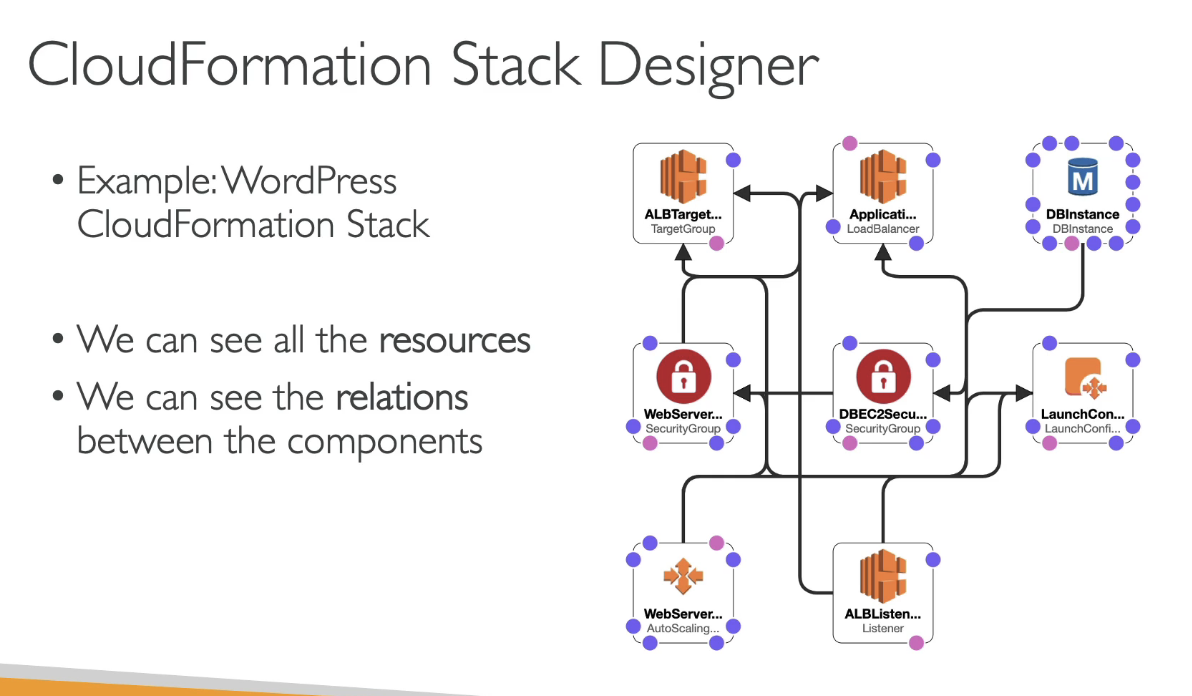 CloudFormation Stack Designer
• Example: WordPress
CloudFormation Stack
• We can see all the resources
• We can see the relations
between the components
ALBTarget...
TargetGroup
Applicati...
LoadBalancer
M
DBInstance
DBInstance
WebServer...
SecurityGroup
DBEC2Secu...
SecurityGroup
LaunchCon...
LaunchConfi...
WebServer...
AutoScaling...
ALBListen...
Listener